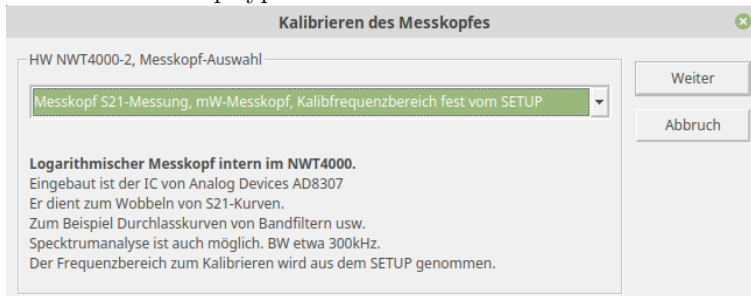 Kalibrieren des Messkopfes
HW NWT4000-2, Messkopf-Auswahl
Messkopf S21-Messung, mW-Messkopf, Kalibfrequenzbereich fest vom SETUP
Weiter
Abbruch
Logarithmischer Messkopf intern im NWT4000.
Eingebaut ist der IC von Analog Devices AD8307
Er dient zum Wobbeln von S21-Kurven.
Zum Beispiel Durchlasskurven von Bandfiltern usw.
Specktrumanalyse ist auch möglich. BW etwa 300kHz.
Der Frequenzbereich zum Kalibrieren wird aus dem SETUP genommen.